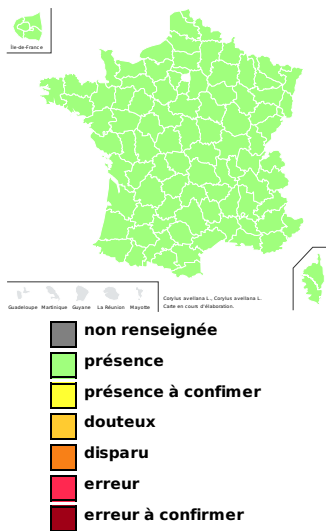 Île-de-France
Guadeloupe Martinique Guyane La Réunion Mayotte
Corylus avellana L., Corylus avellana L.
Carte en cours d'élaboration.
non renseignée
présence
présence à confimer
douteux
disparu
erreur
erreur à confirmer